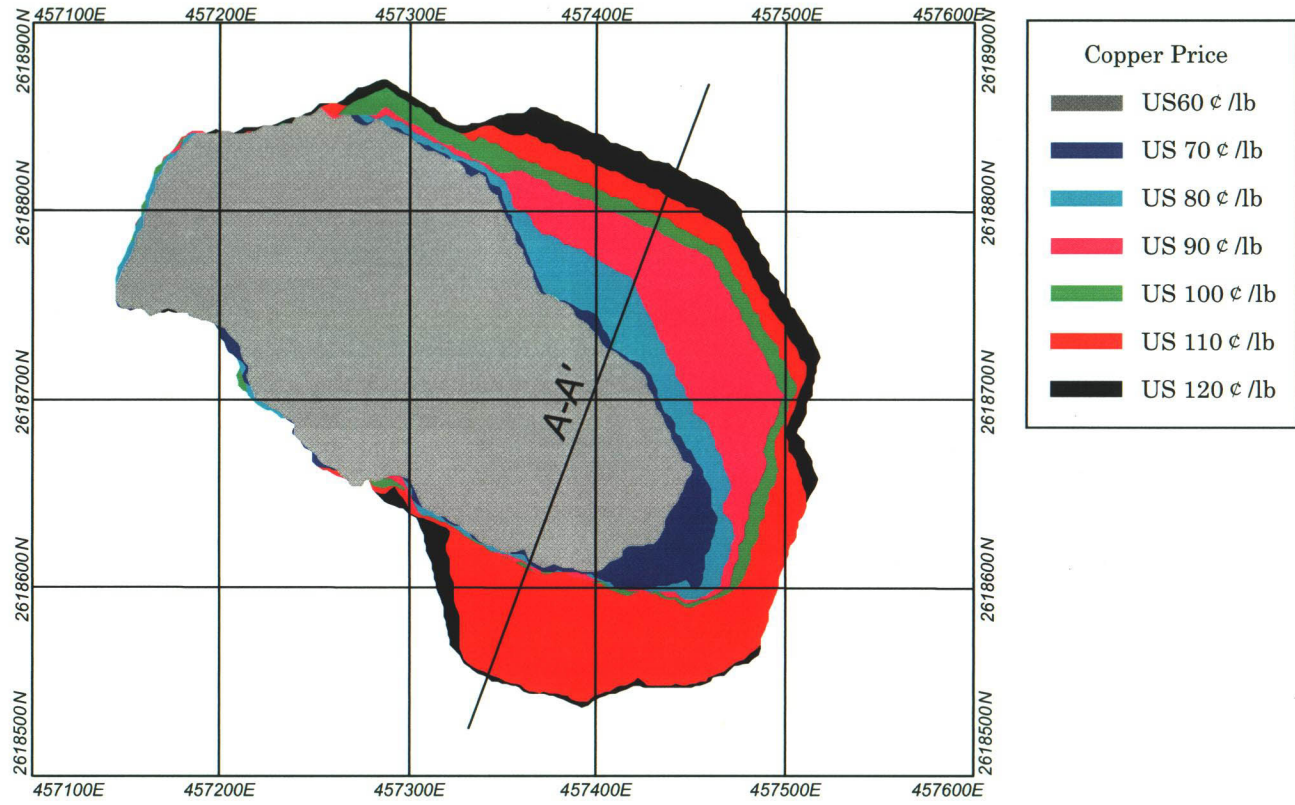 457100E 457200E 457300E 457400E 457500E 457600E
2618900N
2618800N
2618700N
2618600N
2618500N
2618900N
2618800N
2618700N
2618600N
2618500N
A-A'
457100E 457200E 457300E 457400E 457500E 457600E
Copper Price
US60 ¢ /lb
US 70 ¢ /lb
US 80 ¢ /lb
US 90 ¢ /lb
US 100 ¢ /lb
US 110 ¢ /lb
US 120 ¢ /lb